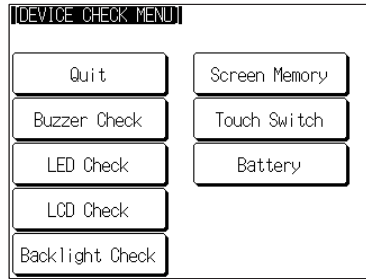 [DEVICE CHECK MENU]
Quit
Buzzer Check
LED Check
LCD Check
Backlight Check
Screen Memory
Touch Switch
Battery